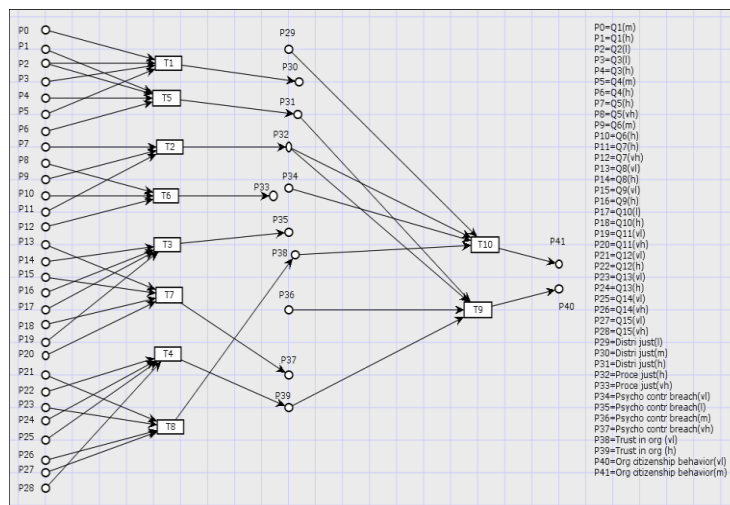 P0
P1
P2
P3
P4
P5
P6
P7
P8
P9
P10
P11
P12
P13
P14
P15
P16
P17
P18
P19
P20
P21
P22
P23
P24
P25
P26
P27
P28
T1
T5
T2
T6
T3
T7
T4
T8
P29
P30
P31
P32
P34
P33
P35
P38
P36
P37
P39
T10
T9
P41
P40
P0=Q1(m)
P1=Q1(h)
P2=Q2(l)
P3=Q3(l)
P4=Q3(h)
P5=Q4(m)
P6=Q4(h)
P7=Q5(h)
P8=Q5(vh)
P9=Q6(m)
P10=Q6(h)
P11=Q7(h)
P12=Q7(vh)
P13=Q8(vl)
P14=Q8(h)
P15=Q9(vl)
P16=Q9(h)
P17=Q10(l)
P18=Q10(h)
P19=Q11(vl)
P20=Q11(vh)
P21=Q12(vl)
P22=Q12(h)
P23=Q13(vl)
P24=Q13(h)
P25=Q14(vl)
P26=Q14(vh)
P27=Q15(vl)
P28=Q15(vh)
P29=Distri just(l)
P30=Distri just(m)
P31=Distri just(h)
P32=Proce just(h)
P33=Proce just(vh)
P34=Psycho contr breach(vl)
P35=Psycho contr breach(l)
P36=Psycho contr breach(m)
P37=Psycho contr breach(vh)
P38=Trust in org (vl)
P39=Trust in org (h)
P40=Org citizenship behavior(vl)
P41=Org citizenship behavior(m)